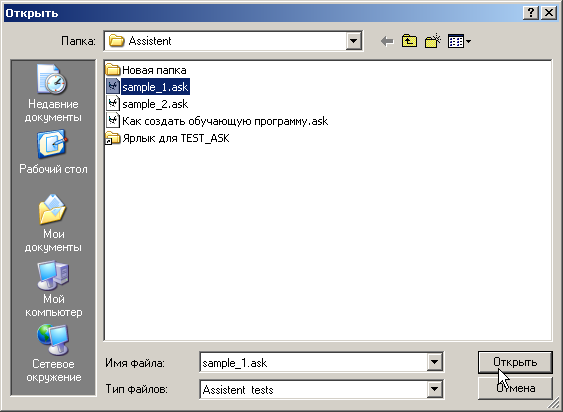 Открыть
Папка: Assistent
Недавние
документы
Рабочий стол
Мои
документы
Мой
компьютер
Сетевое
окружение
Новая папка
sample_1.ask
sample_2.ask
Как создать обучающую программу.ask
Ярлык для TEST_ASK
Имя файла: sample_1.ask Открыть
Тип файлов: Assistent tests Отмена